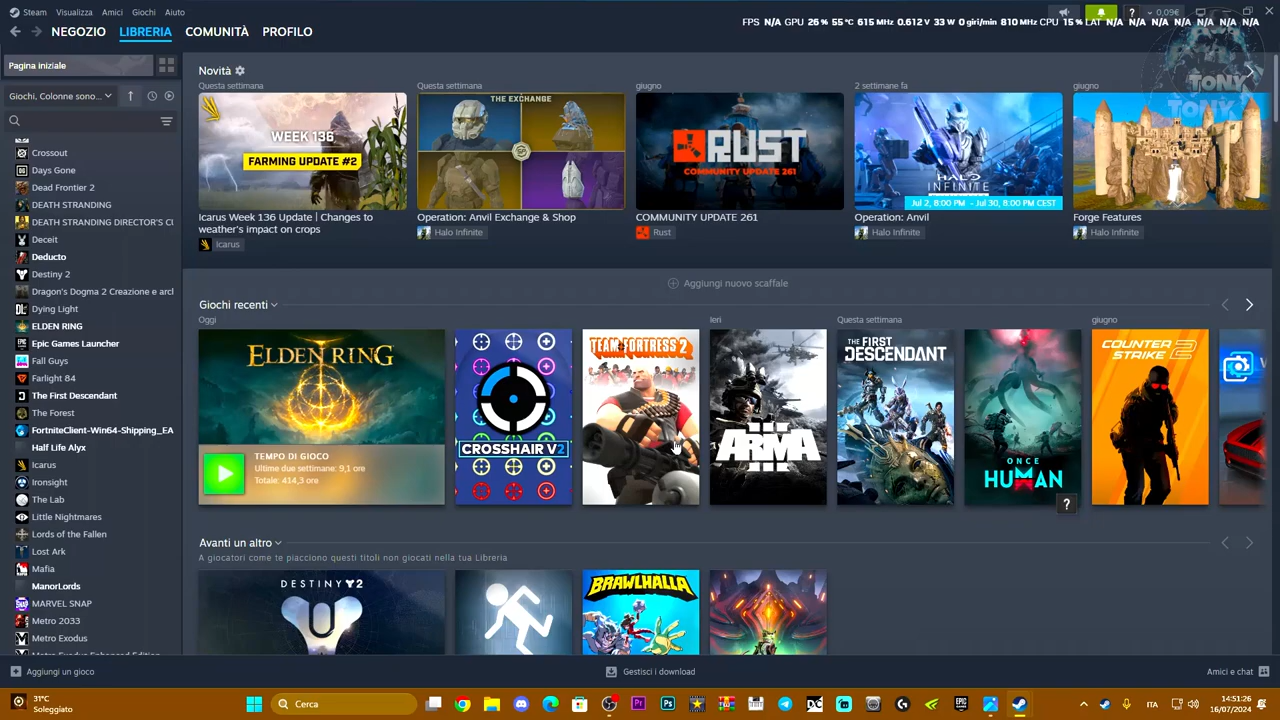 Steam Visualizza Amici Giochi Aiuto
0,09€
FPS N/A GPU 26 % 55 °C 615 MHz 0.612 V 33 W 0 giri/min 810 MHz CPU 15 % LAT N/A N/A N/A N/A N/A N/A
NEGOZIO LIBRERIA COMUNITÀ PROFILO
TONY
TONY
Pagina iniziale
Giochi, Colonne sono...
Crossout
Days Gone
Dead Frontier 2
DEATH STRANDING
DEATH STRANDING DIRECTOR'S CI
Deceit
Deducto
Destiny 2
Dragon's Dogma 2 Creazione e arcl
Dying Light
ELDEN RING
Epic Games Launcher
Fall Guys
Farlight 84
The First Descendant
The Forest
FortniteClient-Win64-Shipping_EA
Half Life Alyx
Icarus
Ironsight
The Lab
Little Nightmares
Lords of the Fallen
Lost Ark
Mafia
ManorLords
MARVEL SNAP
Metro 2033
Metro Exodus
Metro Exodus Enhanced Edition
Novità
Questa settimana
WEEK 136
FARMING UPDATE #2
Icarus Week 136 Update | Changes to
weather's impact on crops
Icarus
Questa settimana
THE EXCHANGE
Operation: Anvil Exchange & Shop
Halo Infinite
giugno
RUST
COMMUNITY UPDATE 261
COMMUNITY UPDATE 261
Rust
2 settimane fa
HALO
INFINITE
Jul 2, 8:00 PM - Jul 30, 8:00 PM CEST
Operation: Anvil
Halo Infinite
giugno
Forge Features
Halo Infinite
Aggiungi nuovo scaffale
Giochi recenti
Oggi
ELDEN RING
TEMPO DI GIOCO
Ultime due settimane: 9,1 ore
Totale: 414,3 ore
CROSSHAIR V2
TEAM FORTRESS 2
Ieri
ARMA
III
Questa settimana
THE FIRST
DESCENDANT
ONCE
HUMAN
?
giugno
COUNTER
STRIKE 2
Avanti un altro
A giocatori come te piacciono questi titoli non giocati nella tua Libreria
DESTINY 2
BRAWLHALLA
Aggiungi un gioco
Gestisci i download
Amici e chat
31°C
Soleggiato
Cerca
ITA
14:51:26
16/07/2024